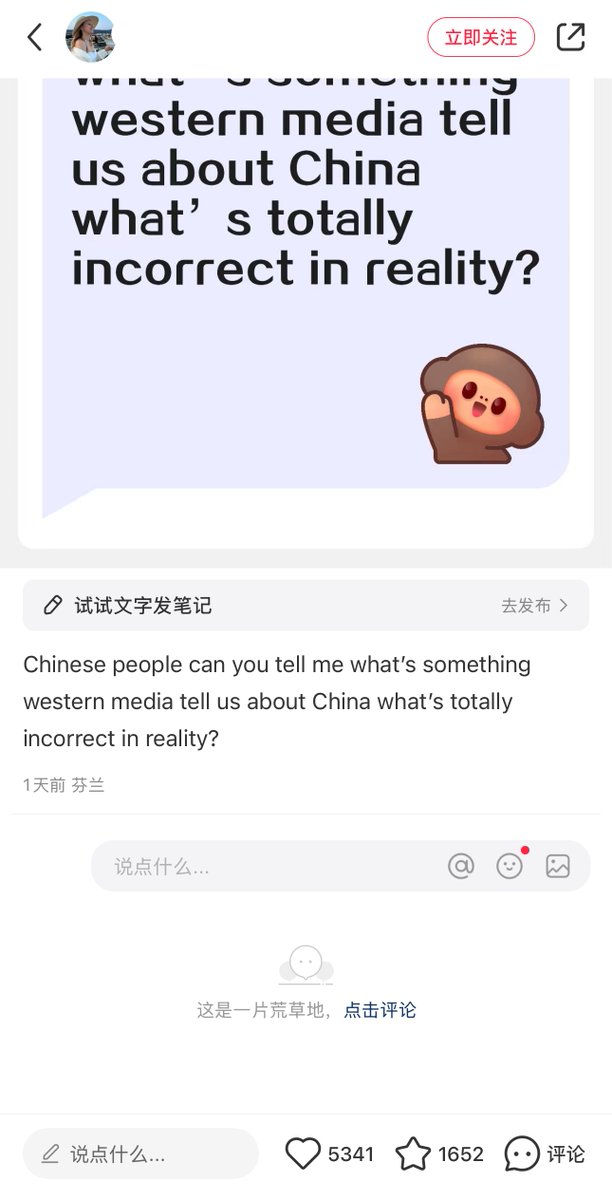 立即关注
what's something
western media tell
us about China
what's totally
incorrect in reality?
试试文字发笔记
去发布
Chinese people can you tell me what's something
western media tell us about China what's totally
incorrect in reality?
1天前 芬兰
说点什么...
这是一片荒草地，点击评论
说点什么...
5341
1652
评论